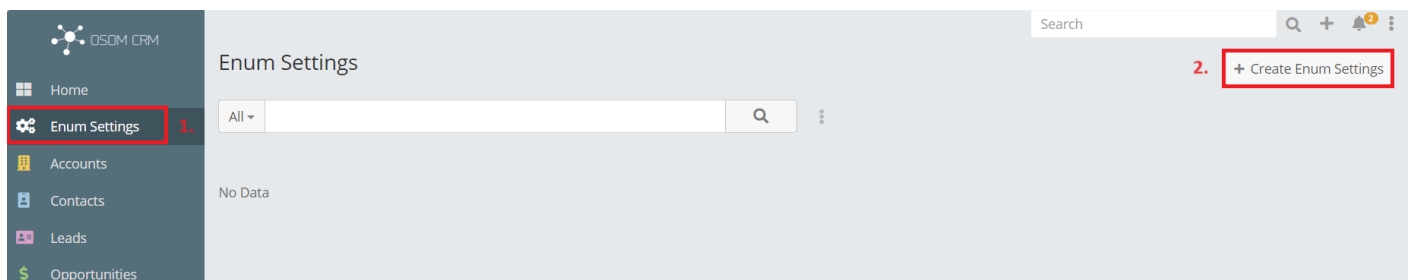 OSOM CRM
Search
2
Enum Settings
2.
+ Create Enum Settings
Home
Enum Settings
1.
All
Accounts
Contacts
No Data
Leads
Opportunities